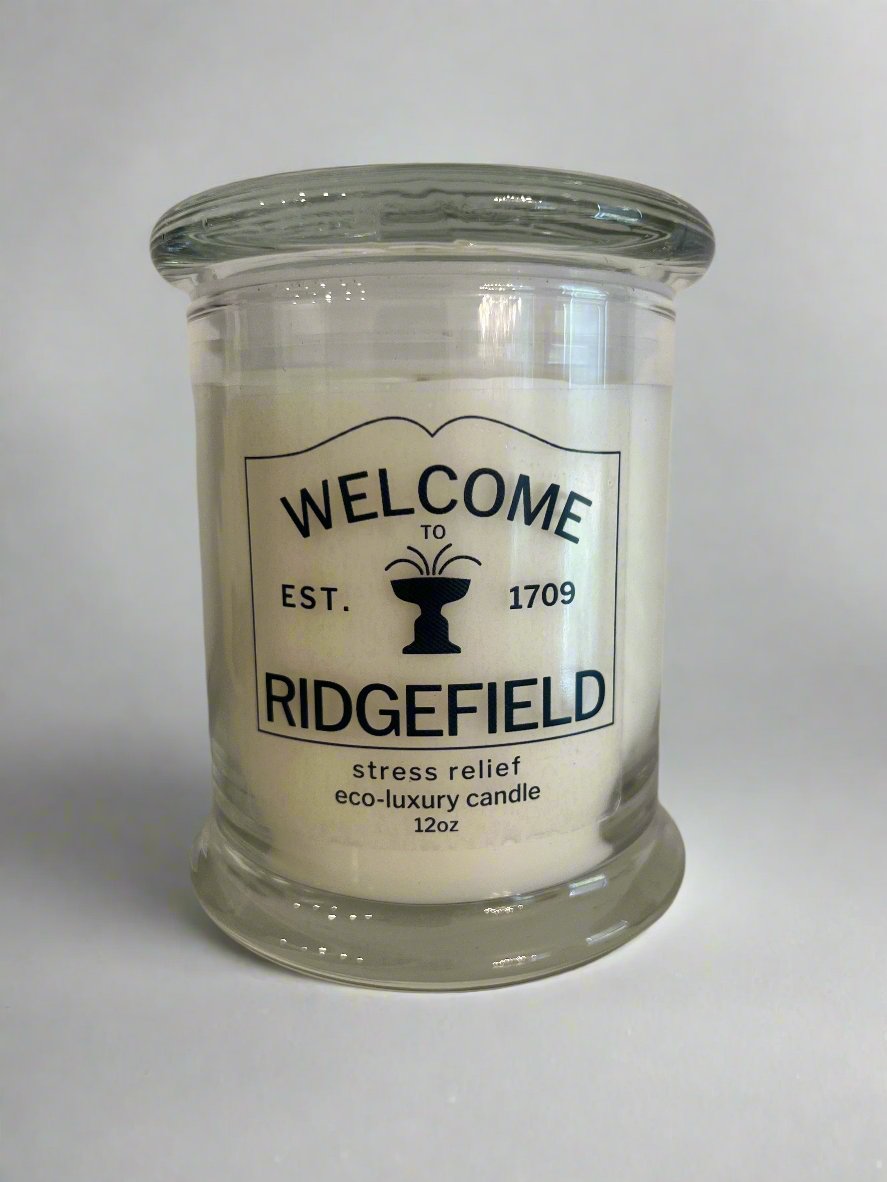 WELCOME
TO
EST. 1709
RIDGEFIELD
stress relief
eco-luxury candle
12oz